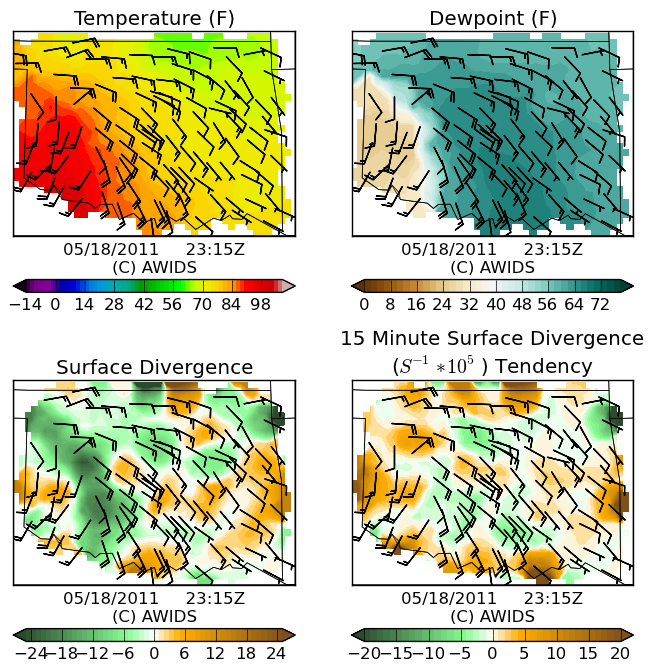 Temperature (F)
Dewpoint (F)
05/18/2011 23:15Z
(C) AWIDS
05/18/2011 23:15Z
(C) AWIDS
−14 0 14 28 42 56 70 84 98
0 8 16 24 32 40 48 56 64 72
Surface Divergence
15 Minute Surface Divergence
(S⁻¹ *10⁵ ) Tendency
05/18/2011 23:15Z
(C) AWIDS
05/18/2011 23:15Z
(C) AWIDS
−24−18−12 −6 0 6 12 18 24
−20−15−10 −5 0 5 10 15 20